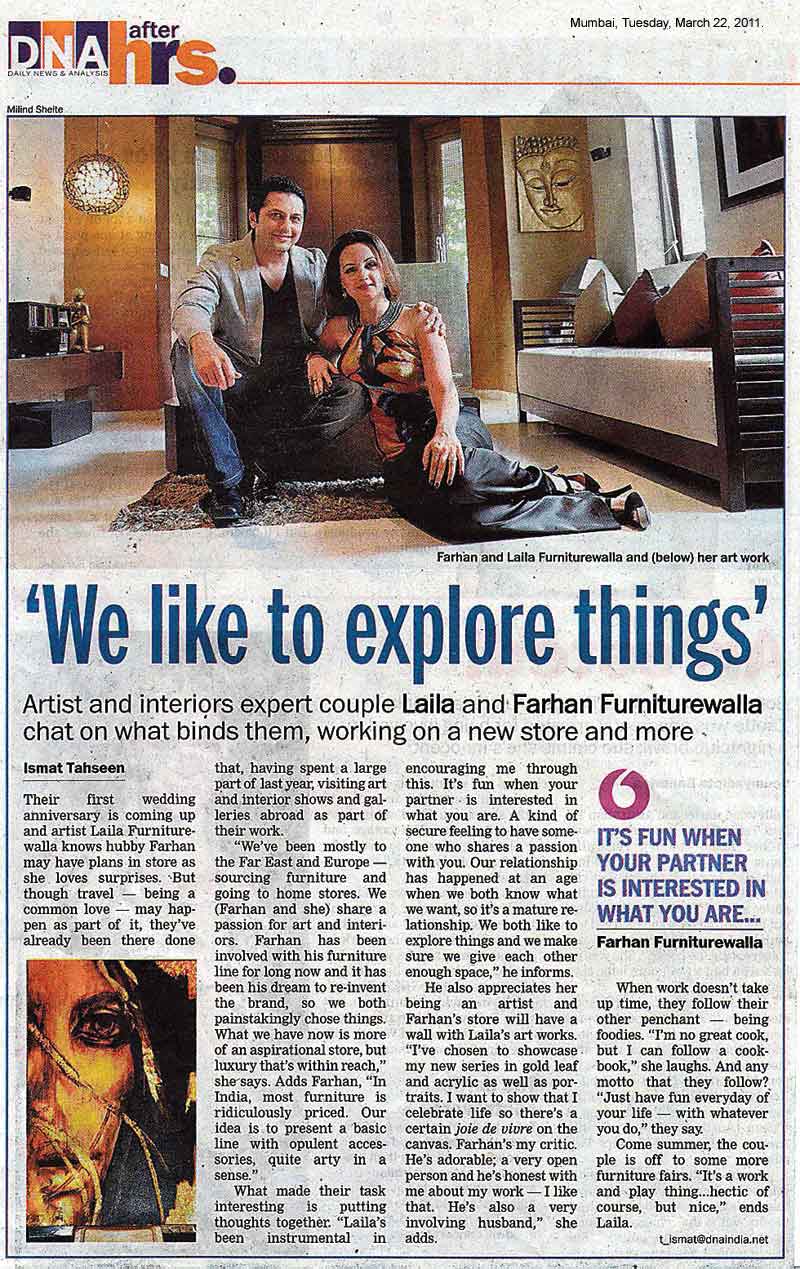 Mumbai, Tuesday, March 22, 2011.
DNA after
hrs.
DAILY NEWS & ANALYSIS
Milind Shelte
Farhan and Laila Furniturewalla and (below) her art work
‘We like to explore things’
Artist and interiors expert couple Laila and Farhan Furniturewalla
chat on what binds them, working on a new store and more
Ismat Tahseen
Their first wedding
anniversary is coming up
and artist Laila Furniture-
walla knows hubby Farhan
may have plans in store as
she loves surprises. But
though travel — being a
common love — may hap-
pen as part of it, they’ve
already been there done
that, having spent a large
part of last year, visiting art
and interior shows and gal-
leries abroad as part of
their work.
“We’ve been mostly to
the Far East and Europe —
sourcing furniture and
going to home stores. We
(Farhan and she) share a
passion for art and interi-
ors. Farhan has been
involved with his furniture
line for long now and it has
been his dream to re-invent
the brand, so we both
painstakingly chose things.
What we have now is more
of an aspirational store, but
luxury that’s within reach,”
she says. Adds Farhan, “In
India, most furniture is
ridiculously priced. Our
idea is to present a basic
line with opulent acces-
sories, quite arty in a
sense.”
What made their task
interesting is putting
thoughts together. “Laila’s
been instrumental in
encouraging me through
this. It’s fun when your
partner is interested in
what you are. A kind of
secure feeling to have some-
one who shares a passion
with you. Our relationship
has happened at an age
when we both know what
we want, so it’s a mature re-
lationship. We both like to
explore things and we make
sure we give each other
enough space,” he informs.
He also appreciates her
being an artist and
Farhan’s store will have a
wall with Laila’s art works.
“I’ve chosen to showcase
my new series in gold leaf
and acrylic as well as por-
traits. I want to show that I
celebrate life so there’s a
certain joie de vivre on the
canvas. Farhan’s my critic.
He’s adorable; a very open
person and he’s honest with
me about my work — I like
that. He’s also a very
involving husband,” she
adds.
IT’S FUN WHEN
YOUR PARTNER
IS INTERESTED IN
WHAT YOU ARE...
Farhan Furniturewalla
When work doesn’t take
up time, they follow their
other penchant — being
foodies. “I’m no great cook,
but I can follow a cook-
book,” she laughs. And any
motto that they follow?
“Just have fun everyday of
your life — with whatever
you do,” they say.
Come summer, the cou-
ple is off to some more
furniture fairs. “It’s a work
and play thing...hectic of
course, but nice,” ends
Laila.
t_ismat@dnaindia.net